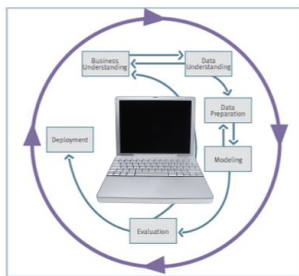 Business
Understanding
Data
Understanding
Data
Preparation
Modeling
Deployment
Evaluation